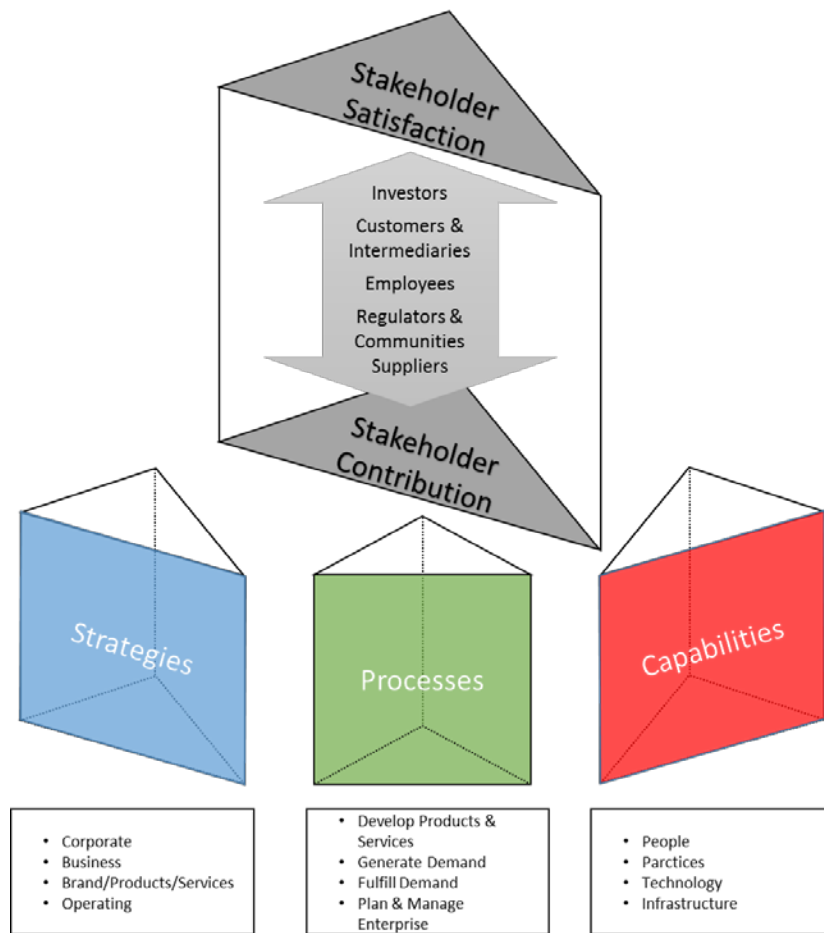 Stakeholder
Satisfaction
Investors
Customers &
Intermediaries
Employees
Regulators &
Communities
Suppliers
Stakeholder
Contribution
Strategies
Processes
Capabilities
• Corporate
• Business
• Brand/Products/Services
• Operating
• Develop Products &
Services
• Generate Demand
• Fulfill Demand
• Plan & Manage
Enterprise
• People
• Parctices
• Technology
• Infrastructure